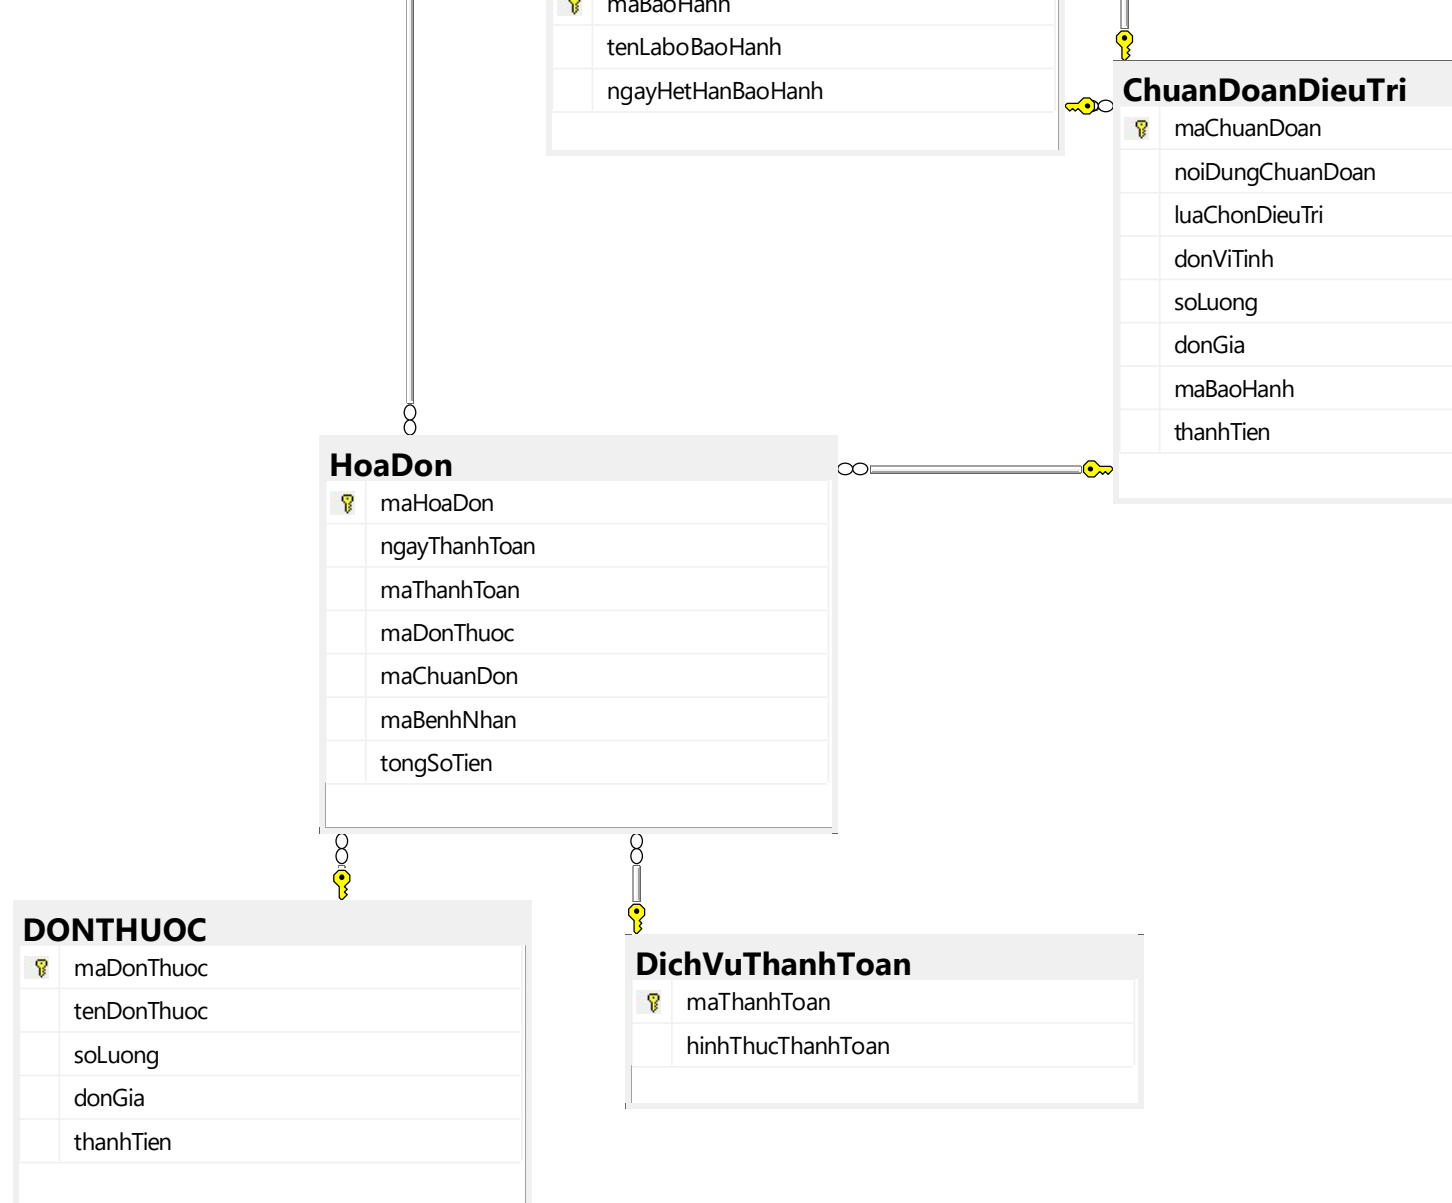 maBaoHanh
tenLaboBaoHanh
ngayHetHanBaoHanh
ChuanDoanDieuTri
maChuanDoan
noiDungChuanDoan
luaChonDieuTri
donViTinh
soLuong
donGia
maBaoHanh
thanhTien
HoaDon
maHoaDon
ngayThanhToan
maThanhToan
maDonThuoc
maChuanDon
maBenhNhan
tongSoTien
DONTHUOC
maDonThuoc
tenDonThuoc
soLuong
donGia
thanhTien
DichVuThanhToan
maThanhToan
hinhThucThanhToan